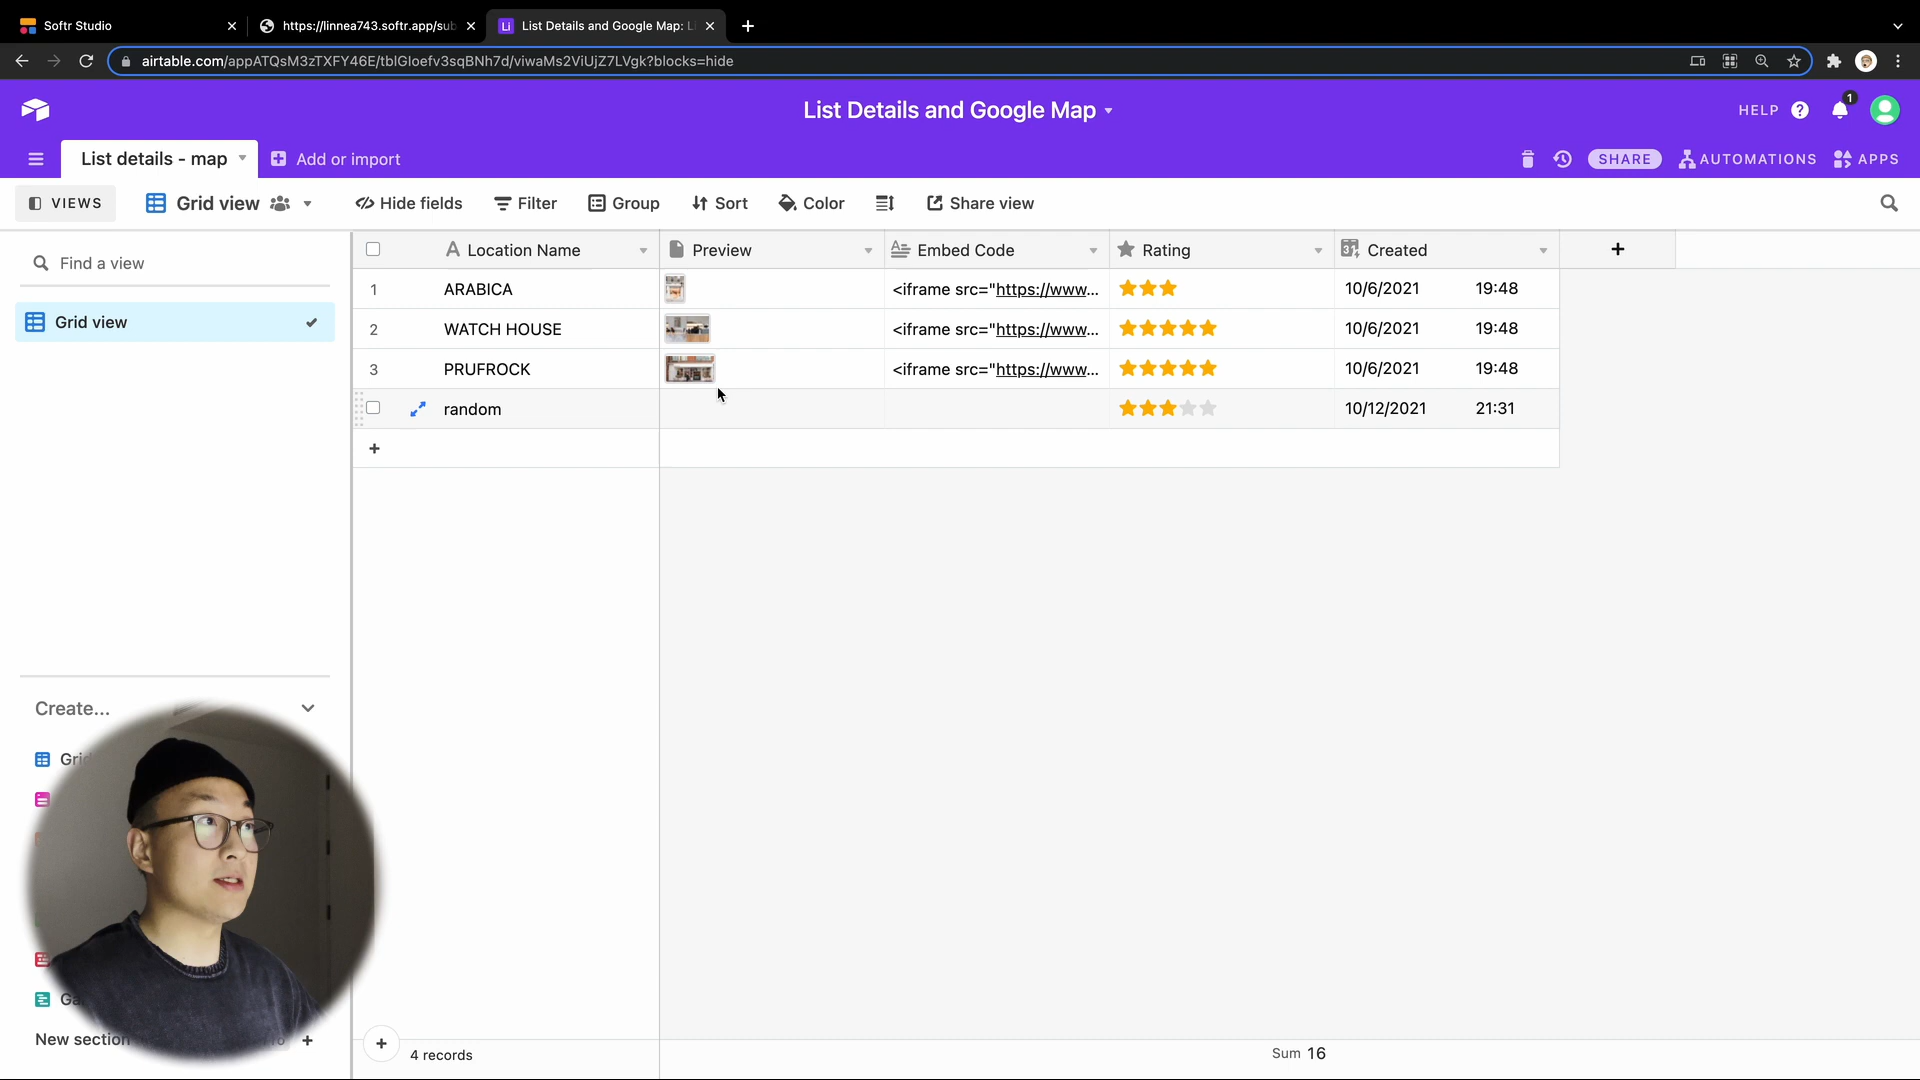 Softr Studio
https://linnea743.softr.app/sub
List Details and Google Map: Li
airtable.com/appATQsM3zTXFY46E/tblGIoefv3sqBNh7d/viwaMs2ViUjZ7LVgk?blocks=hide
List Details and Google Map
HELP
1
List details - map
Add or import
SHARE
AUTOMATIONS
APPS
VIEWS
Grid view
Hide fields
Filter
Group
Sort
Color
Share view
Find a view
Grid view
Location Name
Preview
Embed Code
Rating
Created
1 ARABICA <iframe src="https://www... 10/6/2021 19:48
2 WATCH HOUSE <iframe src="https://www... 10/6/2021 19:48
3 PRUFROCK <iframe src="https://www... 10/6/2021 19:48
random 10/12/2021 21:31
Create...
New section
4 records
Sum 16